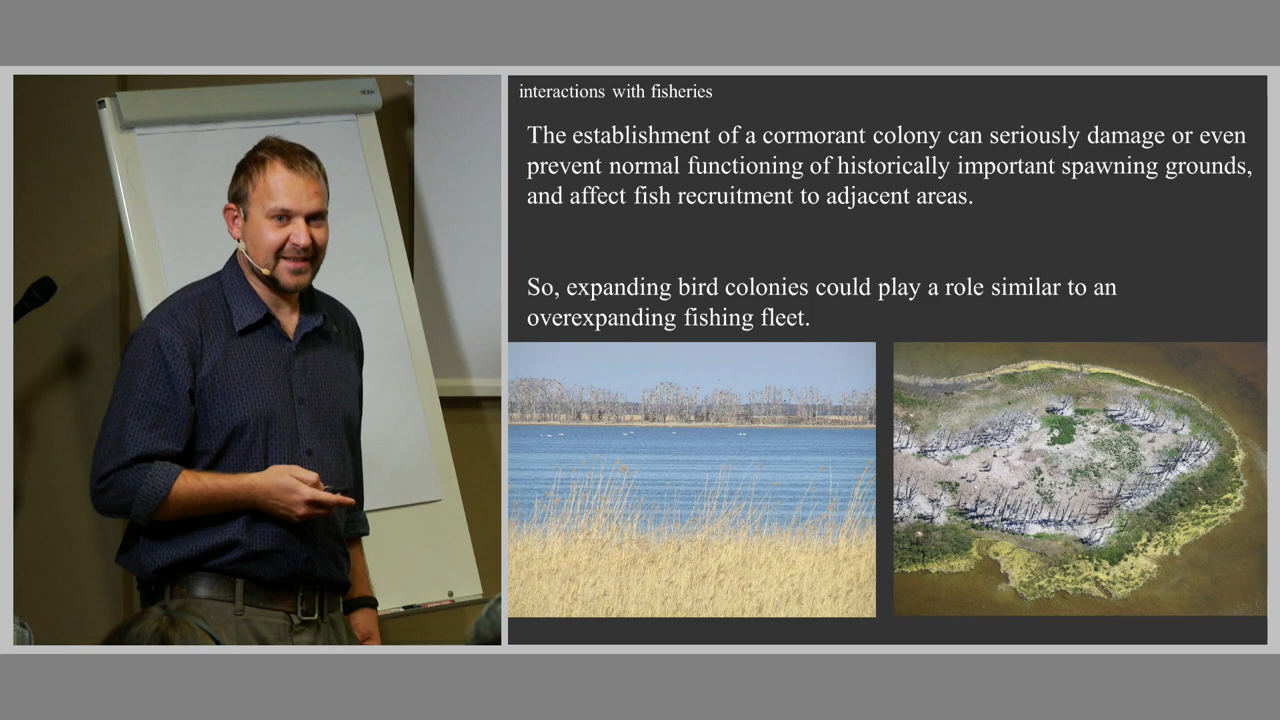 interactions with fisheries
The establishment of a cormorant colony can seriously damage or even
prevent normal functioning of historically important spawning grounds,
and affect fish recruitment to adjacent areas.
So, expanding bird colonies could play a role similar to an
overexpanding fishing fleet.